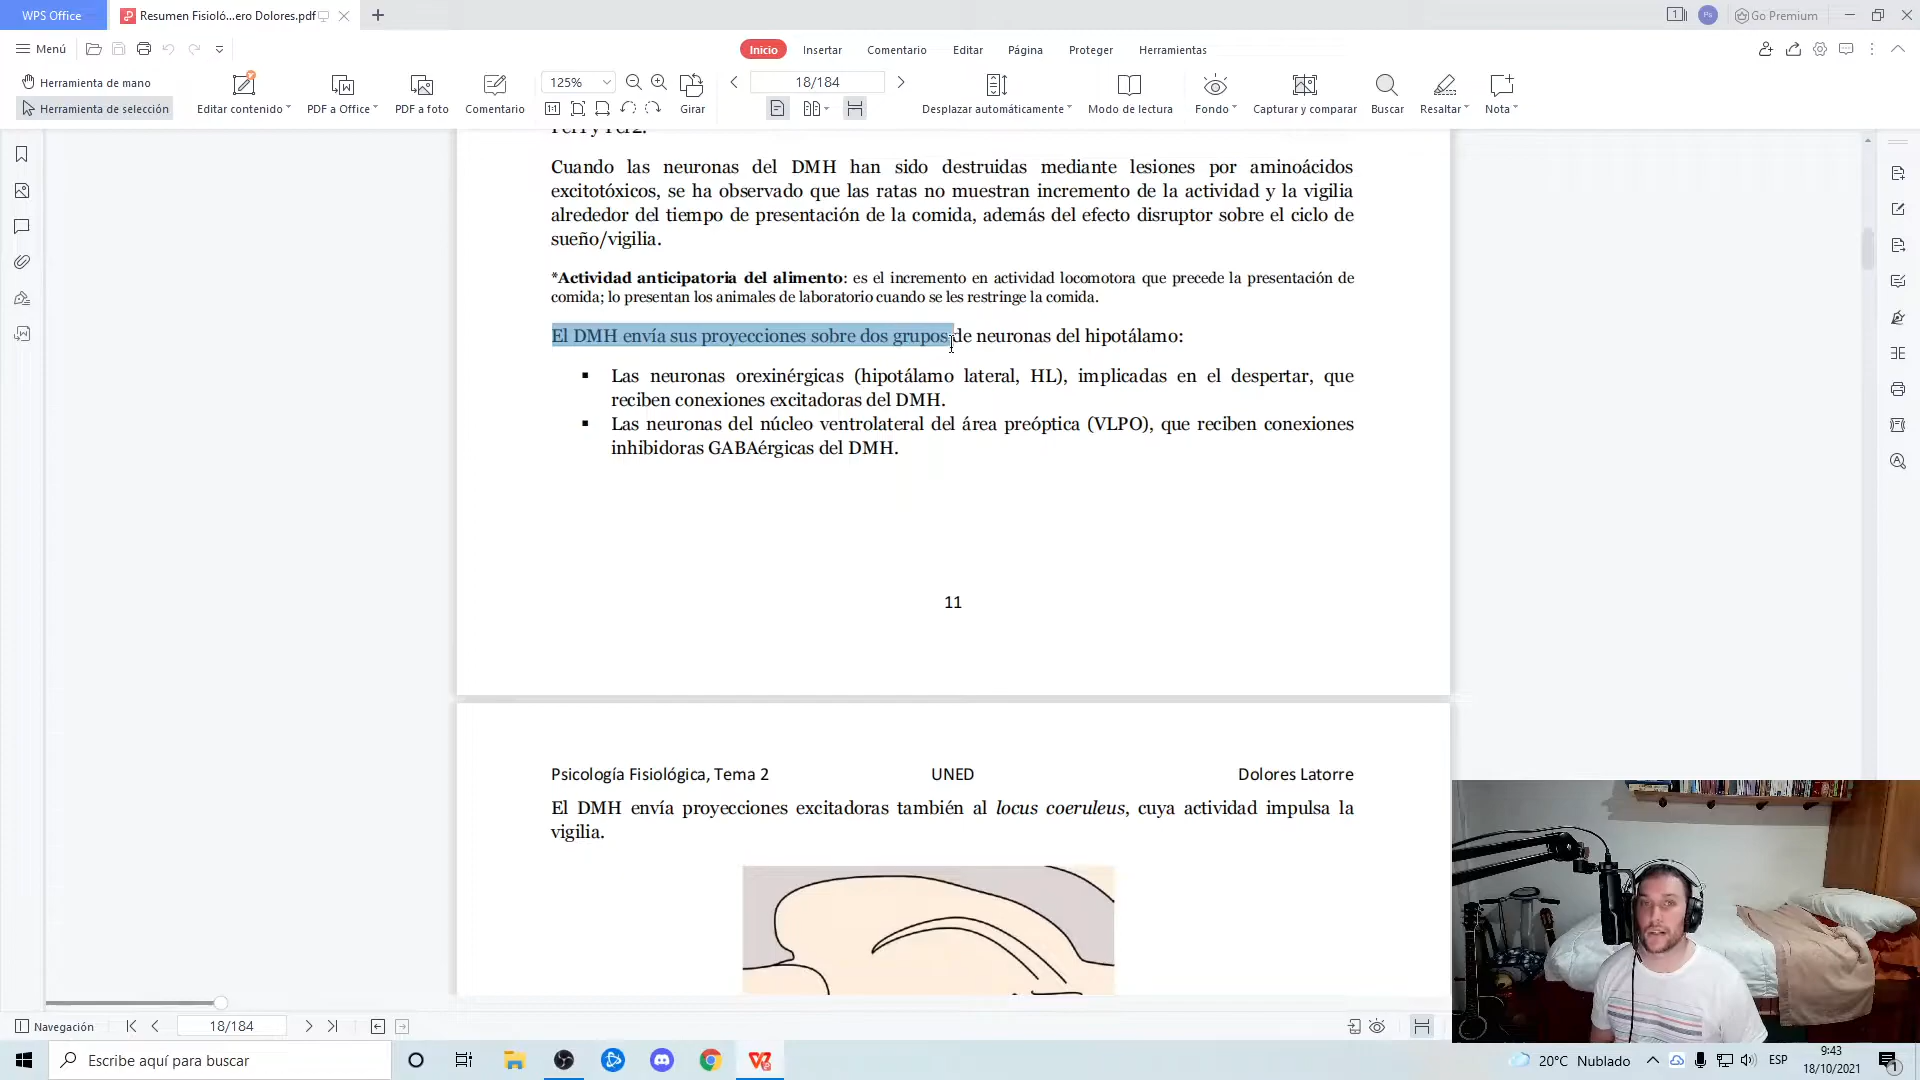 WPS Office
Resumen Fisioló...ero Dolores.pdf
1
Go Premium
Menú
Inicio
Insertar
Comentario
Editar
Página
Proteger
Herramientas
Herramienta de mano
Herramienta de selección
Editar contenido
PDF a Office
PDF a foto
Comentario
125%
Girar
18/184
Desplazar automáticamente
Modo de lectura
Fondo
Capturar y comparar
Buscar
Resaltar
Nota
Cuando las neuronas del DMH han sido destruidas mediante lesiones por aminoácidos
excitotóxicos, se ha observado que las ratas no muestran incremento de la actividad y la vigilia
alrededor del tiempo de presentación de la comida, además del efecto disruptor sobre el ciclo de
sueño/vigilia.
*Actividad anticipatoria del alimento: es el incremento en actividad locomotora que precede la presentación de
comida; lo presentan los animales de laboratorio cuando se les restringe la comida.
El DMH envía sus proyecciones sobre dos grupos de neuronas del hipotálamo:
▪ Las neuronas orexinérgicas (hipotálamo lateral, HL), implicadas en el despertar, que
reciben conexiones excitadoras del DMH.
▪ Las neuronas del núcleo ventrolateral del área preóptica (VLPO), que reciben conexiones
inhibidoras GABAérgicas del DMH.
11
Psicología Fisiológica, Tema 2 UNED Dolores Latorre
El DMH envía proyecciones excitadoras también al locus coeruleus, cuya actividad impulsa la
vigilia.
Navegación
18/184
Escribe aquí para buscar
20°C Nublado
ESP
9:43
18/10/2021
1